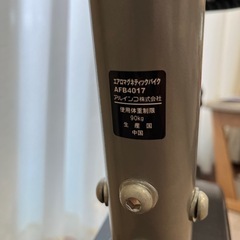 エアロマグネティックバイク
AFB4017
アルインコ株式会社
使用体重制限
90kg
生産国
中国